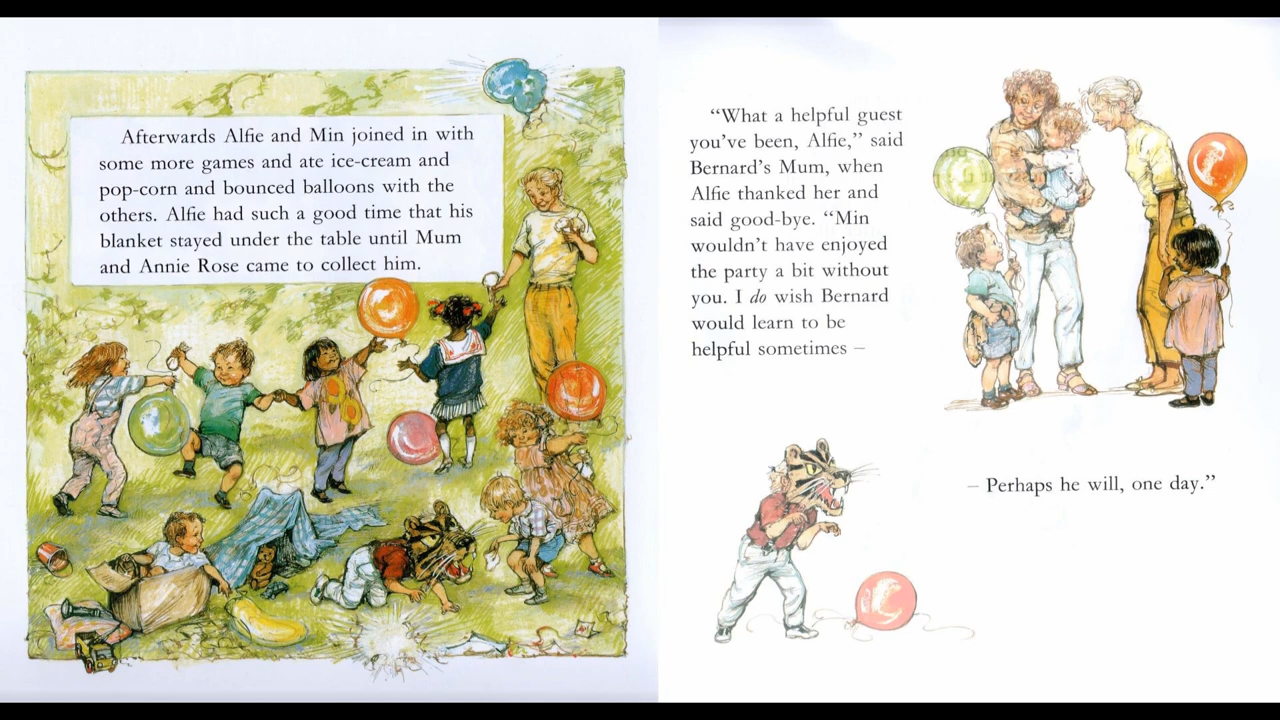 Afterwards Alfie and Min joined in with
some more games and ate ice-cream and
pop-corn and bounced balloons with the
others. Alfie had such a good time that his
blanket stayed under the table until Mum
and Annie Rose came to collect him.
“What a helpful guest
you’ve been, Alfie,” said
Bernard’s Mum, when
Alfie thanked her and
said good-bye. “Min
wouldn’t have enjoyed
the party a bit without
you. I do wish Bernard
would learn to be
helpful sometimes –
– Perhaps he will, one day.”